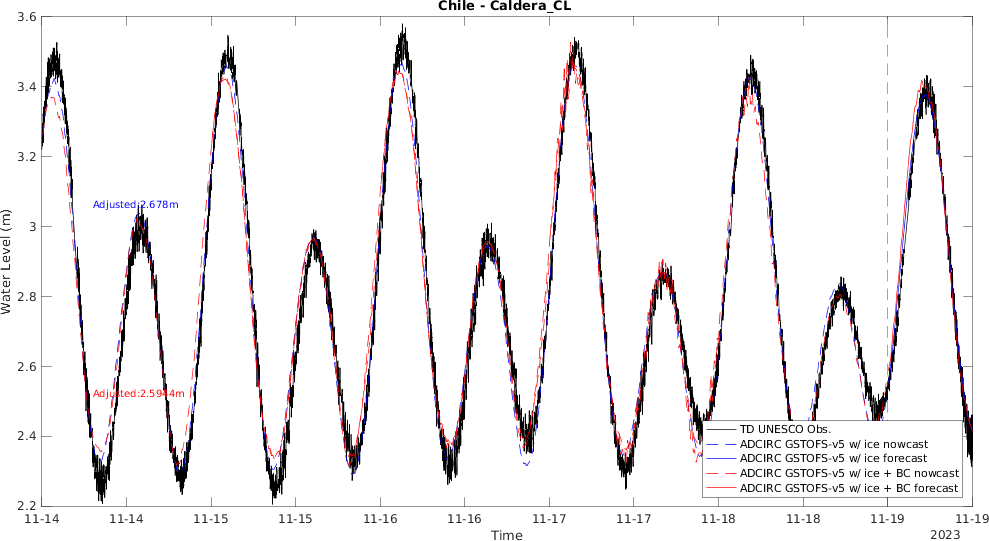 Chile - Caldera_CL
3.6
3.4
3.2
3
2.8
2.6
2.4
2.2
Water Level (m)
Adjusted:2.678m
Adjusted:2.5944m
TD UNESCO Obs.
ADCIRC GSTOFS-v5 w/ ice nowcast
ADCIRC GSTOFS-v5 w/ ice forecast
ADCIRC GSTOFS-v5 w/ ice + BC nowcast
ADCIRC GSTOFS-v5 w/ ice + BC forecast
11-14 11-14 11-15 11-15 11-16 11-16 11-17 11-17 11-18 11-18 11-19 11-19
Time
2023